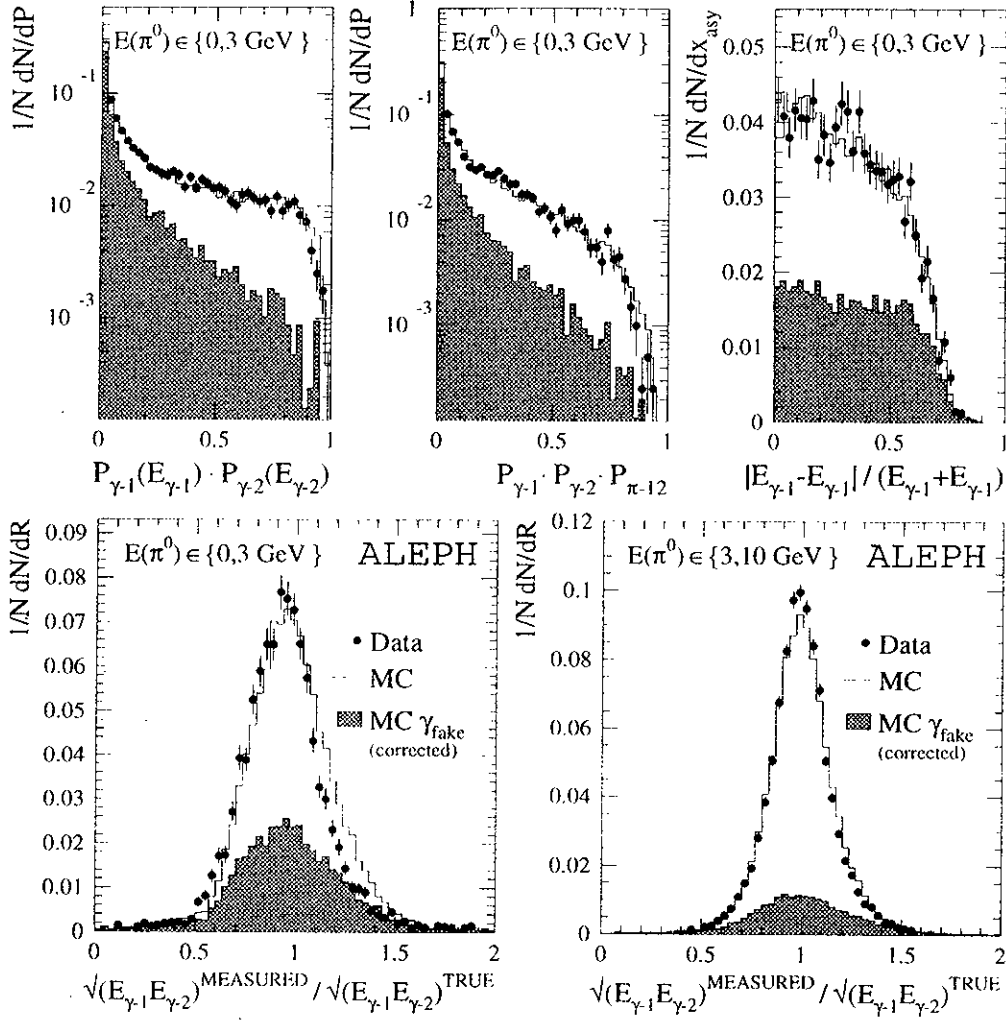 1/N dN/dP
E(π⁰) ∈ {0,3 GeV}
10⁻¹
10⁻²
10⁻³
0 0.5 1
P_γ-1(E_γ-1) · P_γ-2(E_γ-2)
1/N dN/dP
E(π⁰) ∈ {0,3 GeV}
1
10⁻¹
10⁻²
10⁻³
0 0.5 1
P_γ-1 · P_γ-2 · P_π-12
1/N dN/dx_asy
E(π⁰) ∈ {0,3 GeV}
0.05
0.04
0.03
0.02
0.01
0
0 0.5 1
|E_γ-1-E_γ-1| / (E_γ-1+E_γ-1)
1/N dN/dR
E(π⁰) ∈ {0,3 GeV} ALEPH
0.09
0.08
0.07
0.06
0.05
0.04
0.03
0.02
0.01
0
Data
MC
MC γ_fake
(corrected)
0 0.5 1 1.5 2
√(E_γ-1E_γ-2)^MEASURED / √(E_γ-1E_γ-2)^TRUE
1/N dN/dR
E(π⁰) ∈ {3,10 GeV} ALEPH
0.12
0.1
0.08
0.06
0.04
0.02
0
Data
MC
MC γ_fake
(corrected)
0 0.5 1 1.5 2
√(E_γ-1E_γ-2)^MEASURED / √(E_γ-1E_γ-2)^TRUE